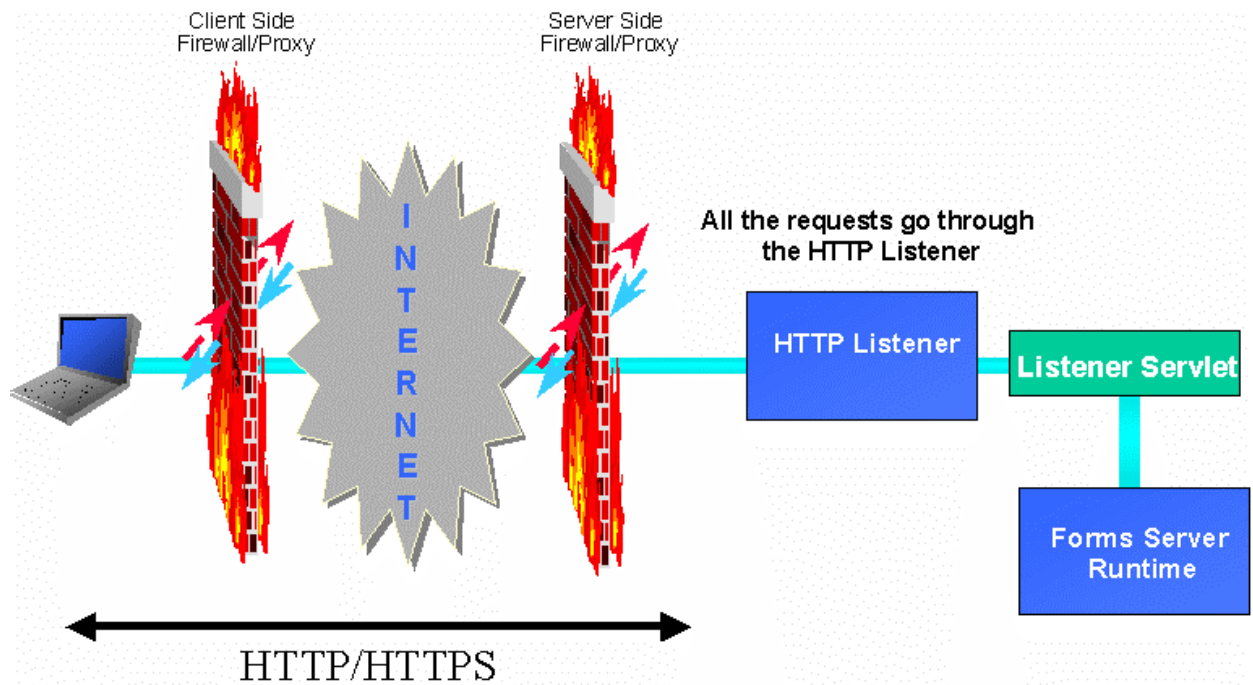 Client Side
Firewall/Proxy
Server Side
Firewall/Proxy
INTERNET
All the requests go through
the HTTP Listener
HTTP Listener
Listener Servlet
Forms Server
Runtime
HTTP/HTTPS